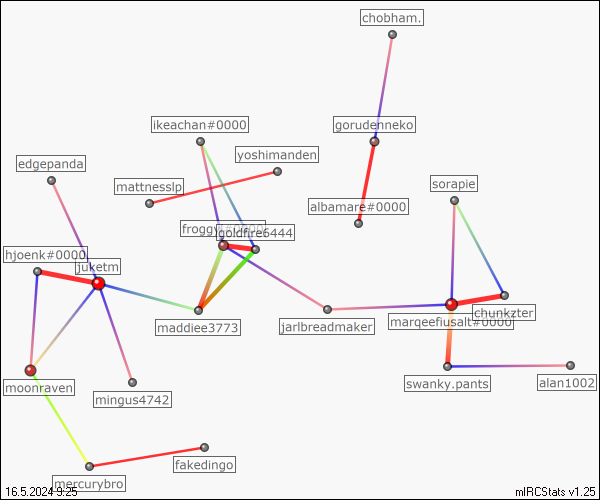 chobham.
ikeachan#0000
gorudenneko
yoshimanden
edgepanda
mattnesslp
sorapie
albamare#0000
goldfire6444
hjoenk#0000
juketm
chunkzter
maddiee3773
jarlbreadmaker
marqeefiusalt#0000
moonraven
swanky.pants
alan1002
mingus4742
fakedingo
mercurybro
16.5.2024 9:25
mIRCStats v1.25